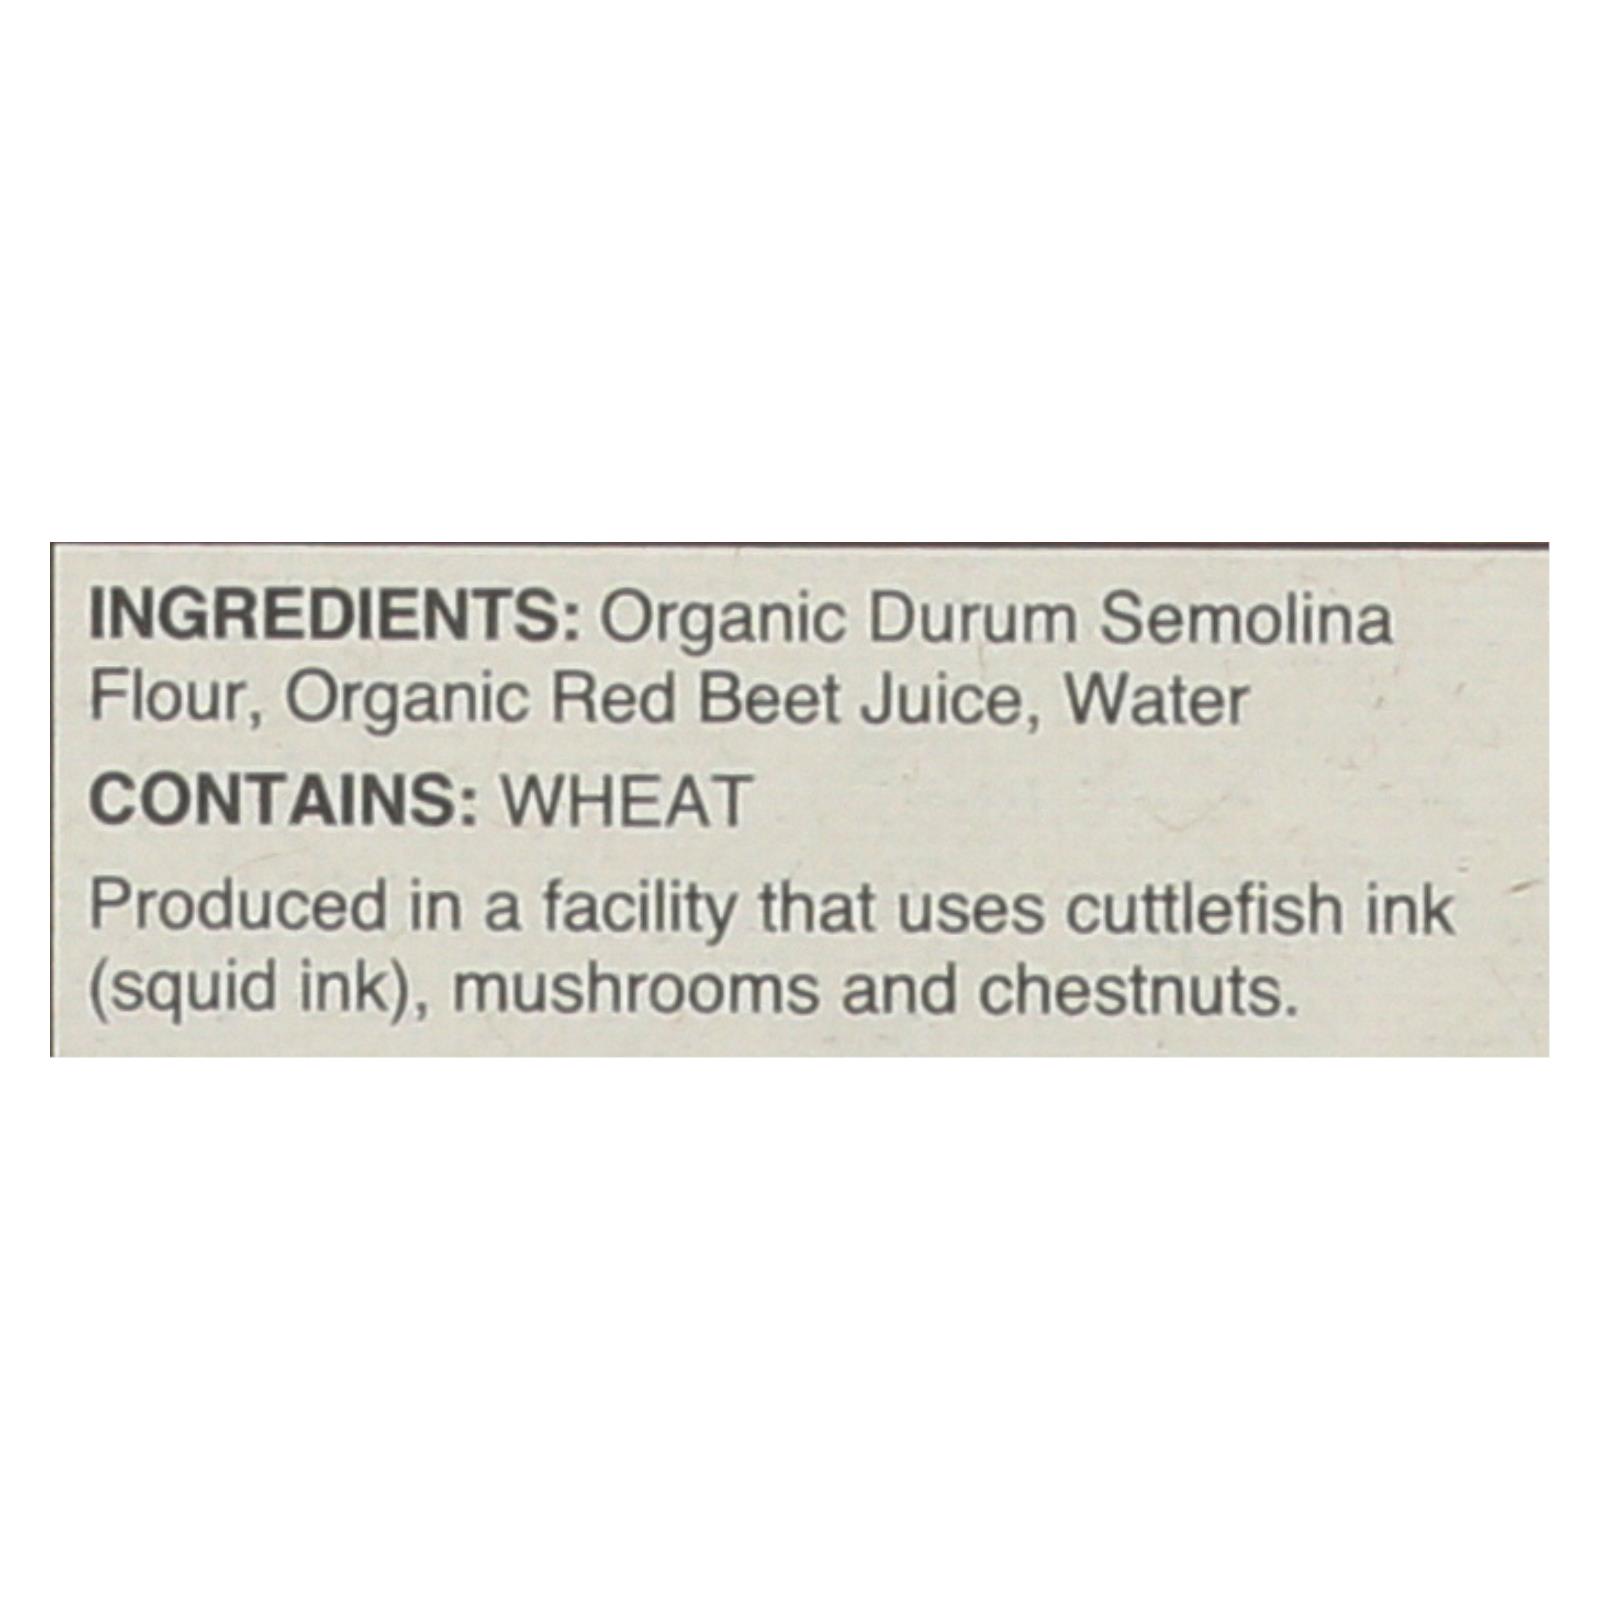 INGREDIENTS: Organic Durum Semolina
Flour, Organic Red Beet Juice, Water
CONTAINS: WHEAT
Produced in a facility that uses cuttlefish ink
(squid ink), mushrooms and chestnuts.